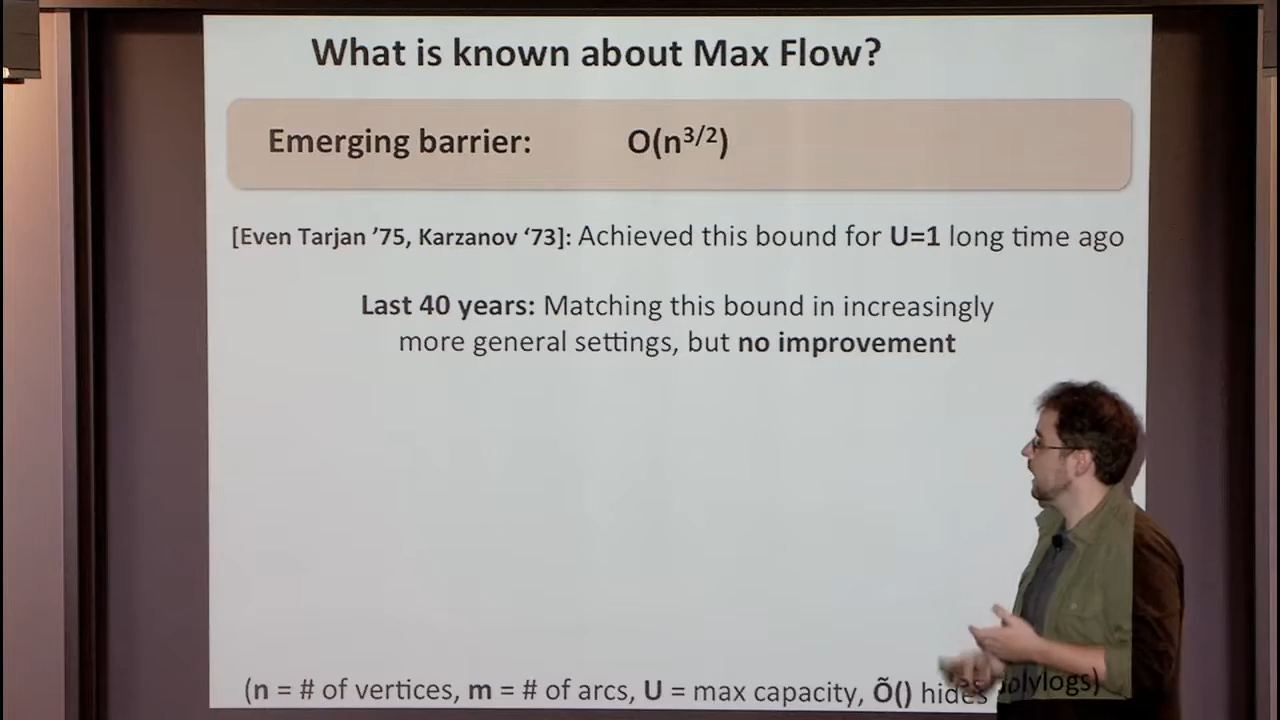 What is known about Max Flow?
Emerging barrier: O(n^3/2)
[Even Tarjan ’75, Karzanov ‘73]: Achieved this bound for U=1 long time ago
Last 40 years: Matching this bound in increasingly
more general settings, but no improvement
(n = # of vertices, m = # of arcs, U = max capacity, Õ() hides polylogs)